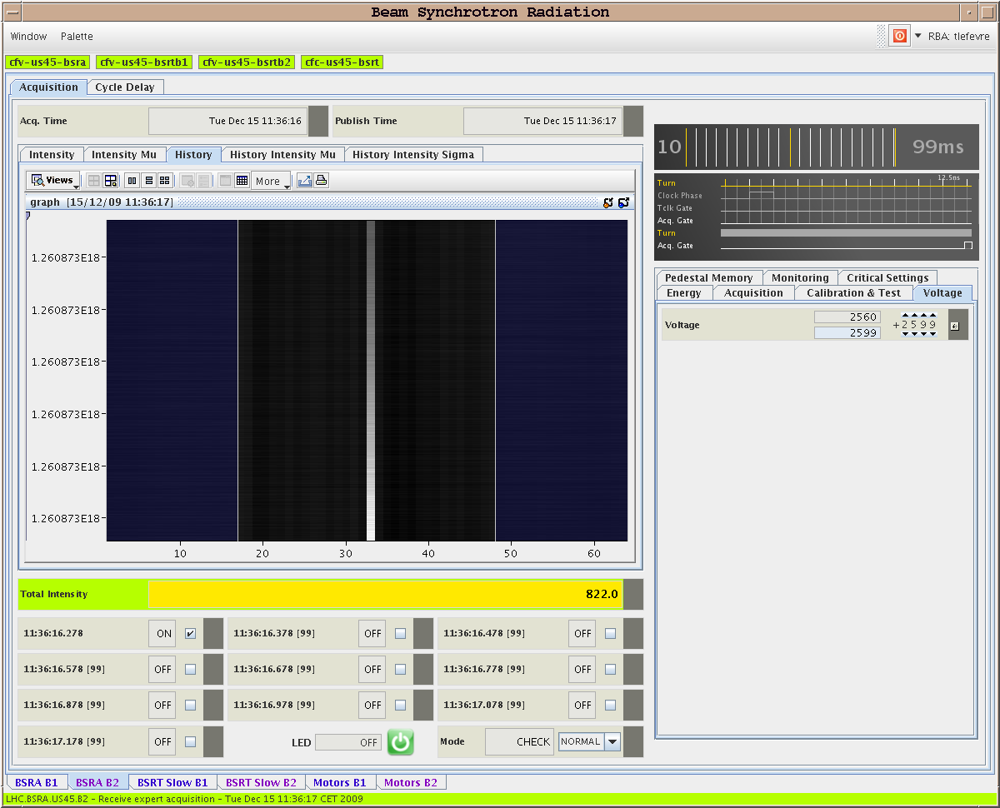 Beam Synchrotron Radiation
Window Palette RBA: tlefevre
cfv-us45-bsra cfv-us45-bsrtb1 cfv-us45-bsrtb2 cfc-us45-bsrt
Acquisition Cycle Delay
Acq. Time Tue Dec 15 11:36:16 Publish Time Tue Dec 15 11:36:17
Intensity Intensity Mu History History Intensity Mu History Intensity Sigma
Views More
graph [15/12/09 11:36:17]
1.260873E18
1.260873E18
1.260873E18
1.260873E18
1.260873E18
1.260873E18
10 20 30 40 50 60
Total Intensity 822.0
11:36:16.278 ON 11:36:16.378 [99] OFF 11:36:16.478 [99] OFF
11:36:16.578 [99] OFF 11:36:16.678 [99] OFF 11:36:16.778 [99] OFF
11:36:16.878 [99] OFF 11:36:16.978 [99] OFF 11:36:17.078 [99] OFF
11:36:17.178 [99] OFF LED OFF Mode CHECK NORMAL
10 99ms
12.5ms
Turn
Clock Phase
Tclk Gate
Acq. Gate
Turn
Acq. Gate
Pedestal Memory Monitoring Critical Settings
Energy Acquisition Calibration & Test Voltage
Voltage 2560 +2599
2599
BSRA B1 BSRA B2 BSRT Slow B1 BSRT Slow B2 Motors B1 Motors B2
LHC.BSRA.US45.B2 - Receive expert acquisition - Tue Dec 15 11:36:17 CET 2009